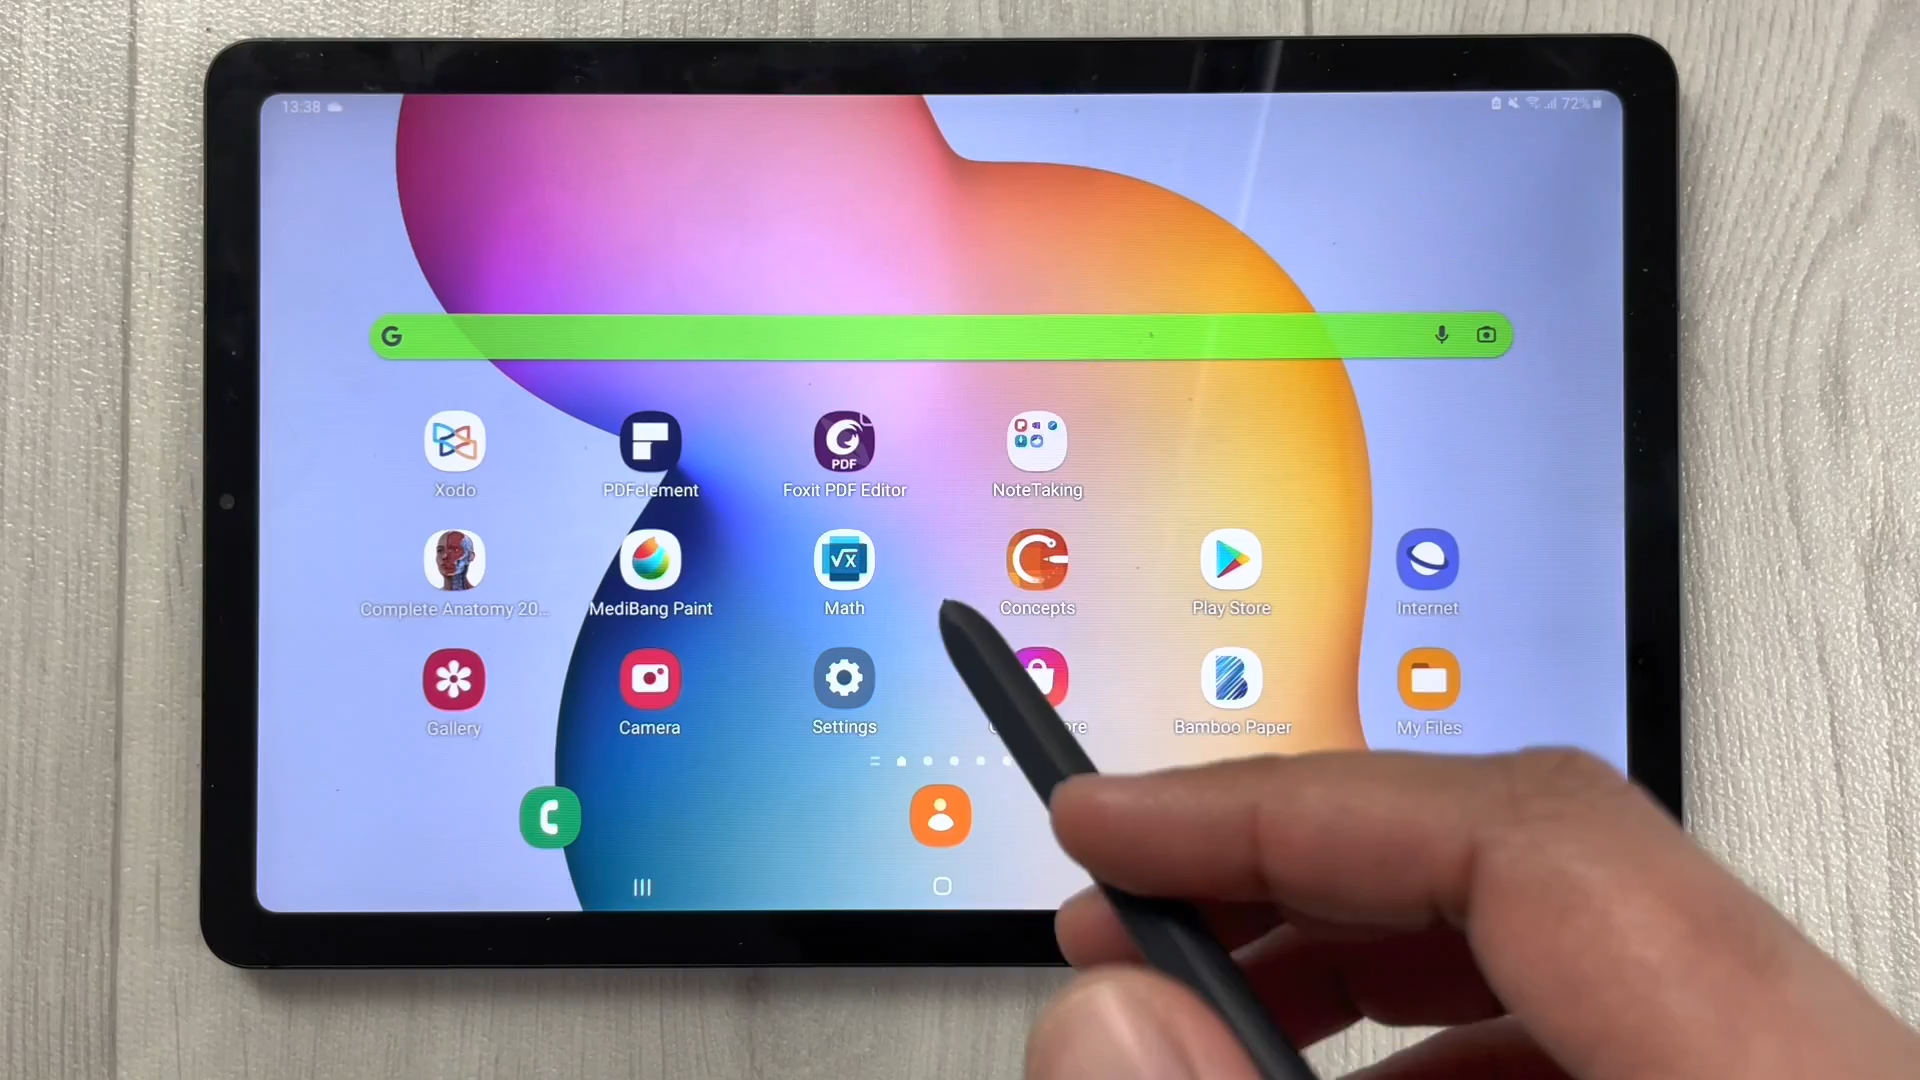 13:38
72%
G
PDF
Xodo
PDFelement
Foxit PDF Editor
NoteTaking
√x
Complete Anatomy 20...
MediBang Paint
Math
Concepts
Play Store
Internet
Gallery
Camera
Settings
Bamboo Paper
My Files